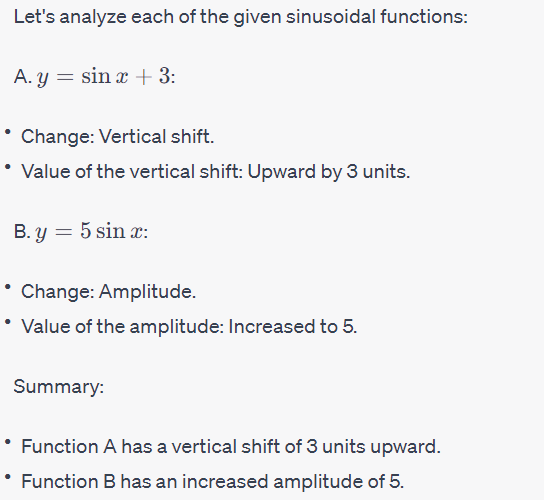 Let's analyze each of the given sinusoidal functions:
A. y = sin x + 3:
• Change: Vertical shift.
• Value of the vertical shift: Upward by 3 units.
B. y = 5 sin x:
• Change: Amplitude.
• Value of the amplitude: Increased to 5.
Summary:
• Function A has a vertical shift of 3 units upward.
• Function B has an increased amplitude of 5.